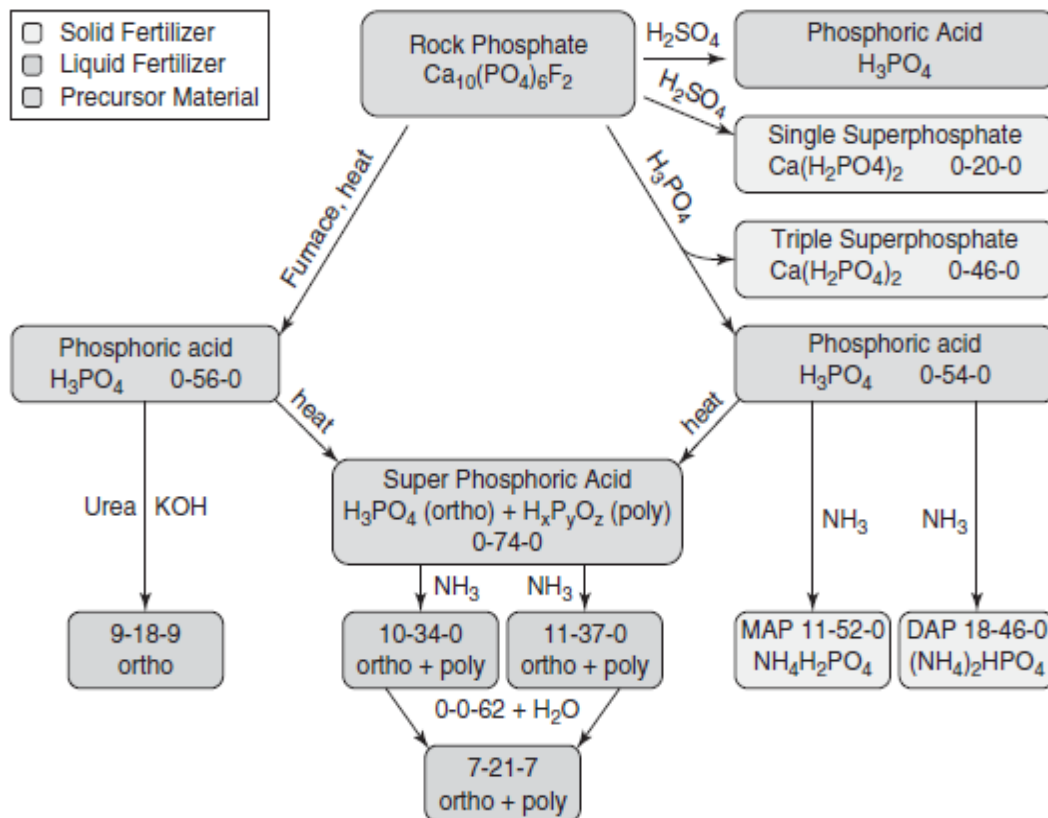 Solid Fertilizer
Liquid Fertilizer
Precursor Material
Rock Phosphate
Ca10(PO4)6F2
H2SO4
Phosphoric Acid
H3PO4
H2SO4
Single Superphosphate
Ca(H2PO4)2 0-20-0
Furnace, heat
H3PO4
Triple Superphosphate
Ca(H2PO4)2 0-46-0
Phosphoric acid
H3PO4 0-56-0
Phosphoric acid
H3PO4 0-54-0
heat
heat
Super Phosphoric Acid
H3PO4 (ortho) + HxPyOz (poly)
0-74-0
Urea KOH
NH3
NH3
NH3
NH3
9-18-9
ortho
10-34-0
ortho + poly
11-37-0
ortho + poly
MAP 11-52-0
NH4H2PO4
DAP 18-46-0
(NH4)2HPO4
0-0-62 + H2O
7-21-7
ortho + poly